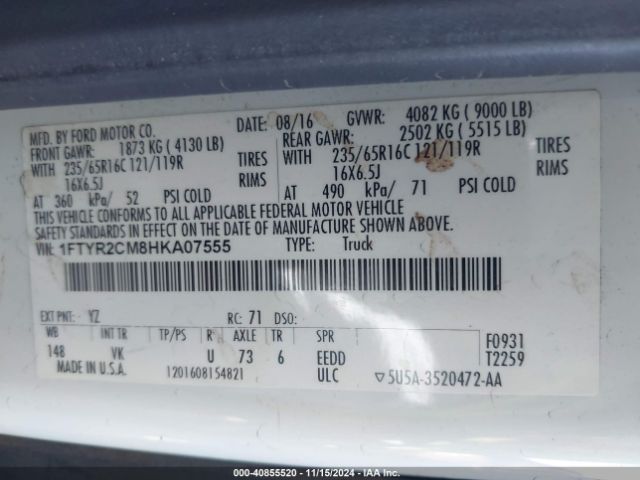 MFD. BY FORD MOTOR CO.
DATE: 08/16 GVWR: 4082 KG ( 9000 LB)
FRONT GAWR: 1873 KG ( 4130 LB)
REAR GAWR: 2502 KG ( 5515 LB)
WITH 235/65R16C 121/119R TIRES
WITH 235/65R16C 121/119R TIRES
16X6.5J RIMS
16X6.5J RIMS
AT 360 kPa/ 52 PSI COLD
AT 490 kPa/ 71 PSI COLD
THIS VEHICLE CONFORMS TO ALL APPLICABLE FEDERAL MOTOR VEHICLE
SAFETY STANDARDS IN EFFECT ON THE DATE OF MANUFACTURE SHOWN ABOVE.
VIN: 1FTYR2CM8HKA07555 TYPE: Truck
EXT PNT: YZ RC: 71 DSO:
WB INT TR TP/PS R AXLE TR SPR
148 VK U 73 6 EEDD
F0931
T2259
MADE IN U.S.A. 1201608154821 ULC ▽5U5A-3520472-AA
000-40855520 - 11/15/2024 - IAA Inc.